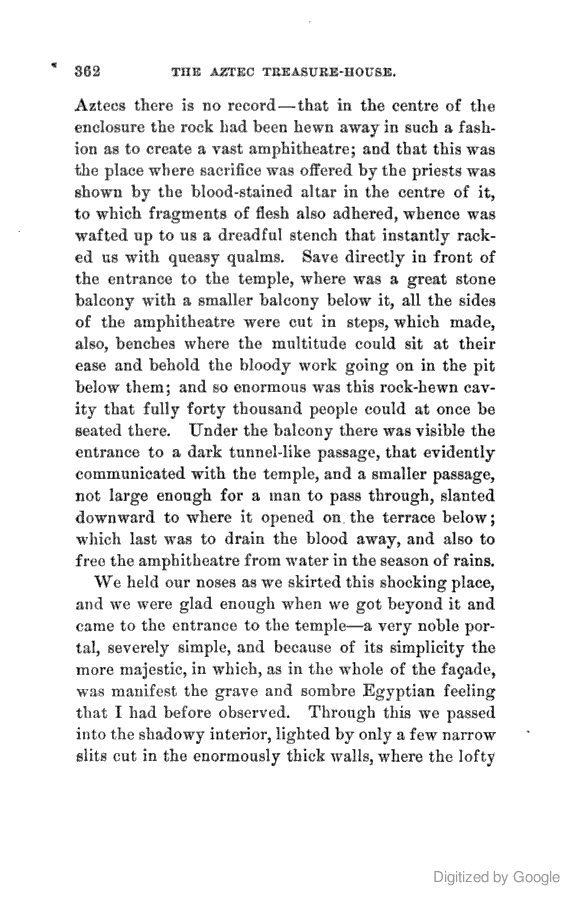 362 THE AZTEC TREASURE-HOUSE.
Aztecs there is no record—that in the centre of the
enclosure the rock had been hewn away in such a fash-
ion as to create a vast amphitheatre; and that this was
the place where sacrifice was offered by the priests was
shown by the blood-stained altar in the centre of it,
to which fragments of flesh also adhered, whence was
wafted up to us a dreadful stench that instantly rack-
ed us with queasy qualms. Save directly in front of
the entrance to the temple, where was a great stone
balcony with a smaller balcony below it, all the sides
of the amphitheatre were cut in steps, which made,
also, benches where the multitude could sit at their
ease and behold the bloody work going on in the pit
below them; and so enormous was this rock-hewn cav-
ity that fully forty thousand people could at once be
seated there. Under the balcony there was visible the
entrance to a dark tunnel-like passage, that evidently
communicated with the temple, and a smaller passage,
not large enough for a man to pass through, slanted
downward to where it opened on the terrace below;
which last was to drain the blood away, and also to
free the amphitheatre from water in the season of rains.
We held our noses as we skirted this shocking place,
and we were glad enough when we got beyond it and
came to the entrance to the temple—a very noble por-
tal, severely simple, and because of its simplicity the
more majestic, in which, as in the whole of the façade,
was manifest the grave and sombre Egyptian feeling
that I had before observed. Through this we passed
into the shadowy interior, lighted by only a few narrow
slits cut in the enormously thick walls, where the lofty
Digitized by Google